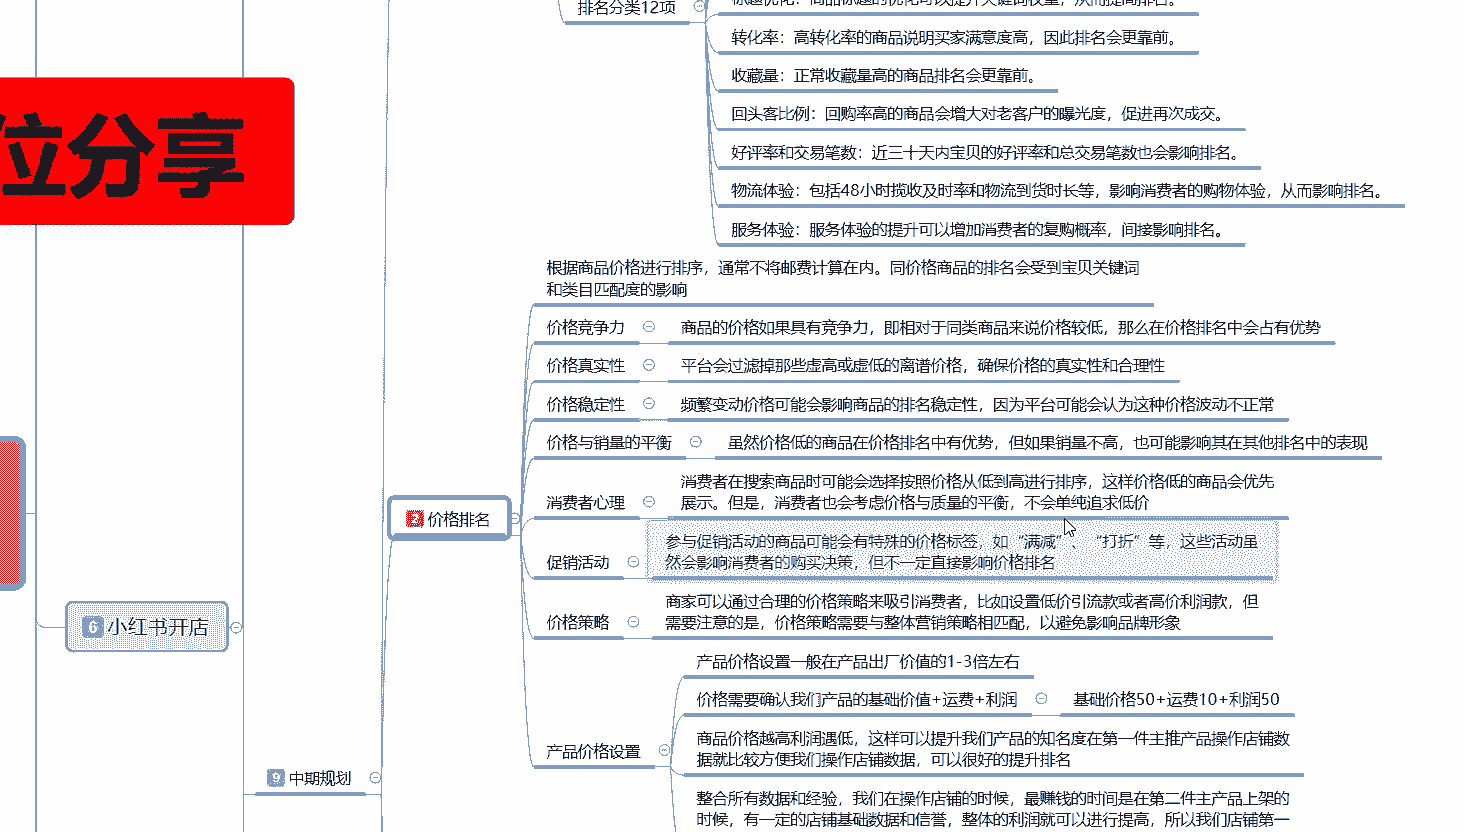 排名分类12项
标题优化：商品标题的优化可以提升关键词权重，从而提高排名。
转化率：高转化率的商品说明买家满意度高，因此排名会更靠前。
收藏量：正常收藏量高的商品排名会更靠前。
回头客比例：回购率高的商品会增大对老客户的曝光度，促进再次成交。
好评率和交易笔数：近三十天内宝贝的好评率和总交易笔数也会影响排名。
物流体验：包括48小时揽收及时率和物流到货时长等，影响消费者的购物体验，从而影响排名。
服务体验：服务体验的提升可以增加消费者的复购概率，间接影响排名。
位分享
根据商品价格进行排序，通常不将邮费计算在内。同价格商品的排名会受到宝贝关键词
和类目匹配度的影响
价格竞争力
商品的价格如果具有竞争力，即相对于同类商品来说价格较低，那么在价格排名中会占有优势
价格真实性
平台会过滤掉那些虚高或虚低的离谱价格，确保价格的真实性和合理性
价格稳定性
频繁变动价格可能会影响商品的排名稳定性，因为平台可能会认为这种价格波动不正常
价格与销量的平衡
虽然价格低的商品在价格排名中有优势，但如果销量不高，也可能影响其在其他排名中的表现
2 价格排名
消费者心理
消费者在搜索商品时可能会选择按照价格从低到高进行排序，这样价格低的商品会优先
展示。但是，消费者也会考虑价格与质量的平衡，不会单纯追求低价
促销活动
参与促销活动的商品可能会有特殊的价格标签，如“满减”、“打折”等，这些活动虽
然会影响消费者的购买决策，但不一定直接影响价格排名
价格策略
商家可以通过合理的价格策略来吸引消费者，比如设置低价引流款或者高价利润款，但
需要注意的是，价格策略需要与整体营销策略相匹配，以避免影响品牌形象
6 小红书开店
产品价格设置
产品价格设置一般在产品出厂价值的1-3倍左右
价格需要确认我们产品的基础价值+运费+利润
基础价格50+运费10+利润50
商品价格越高利润遇低，这样可以提升我们产品的知名度在第一件主推产品操作店铺数
据就比较方便我们操作店铺数据，可以很好的提升排名
9 中期规划
整合所有数据和经验，我们在操作店铺的时候，最赚钱的时间是在第二件主产品上架的
时候，有一定的店铺基础数据和信誉，整体的利润就可以进行提高，所以我们店铺第一